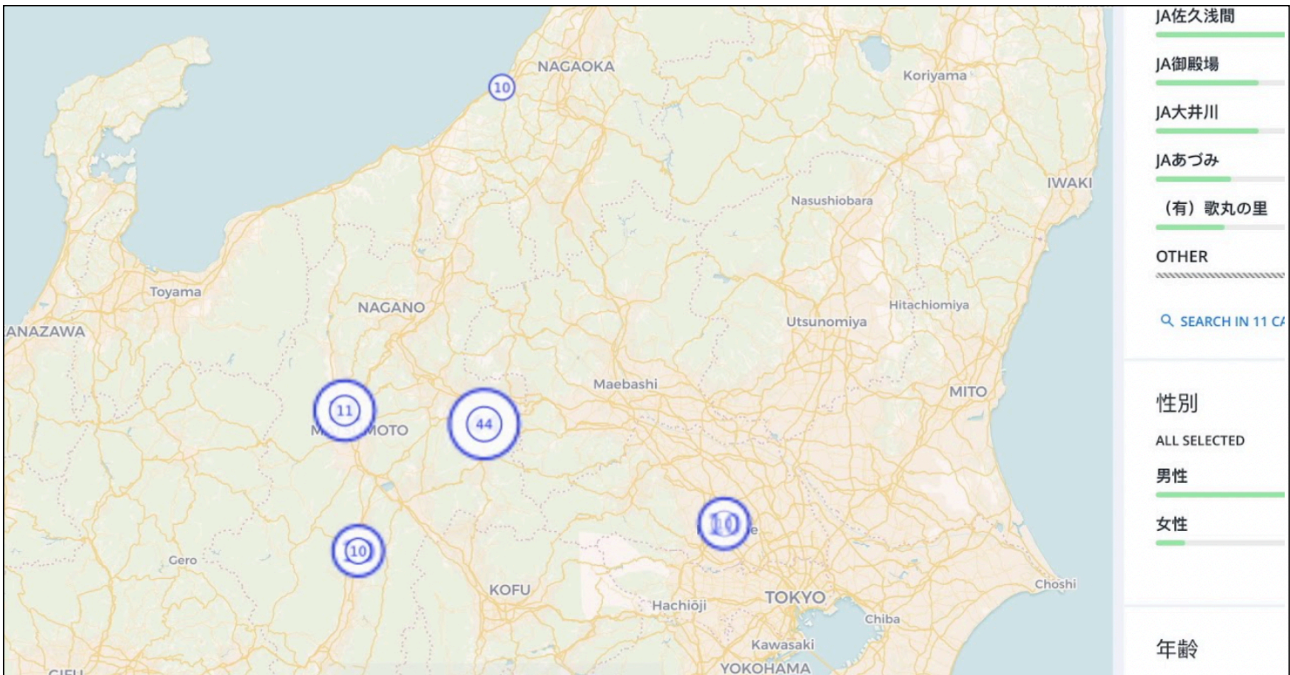 NAGAOKA
10
Koriyama
IWAKI
Nasushiobara
Toyama
NAGANO
Hitachiomiya
ANAZAWA
Utsunomiya
Maebashi
MITO
11
44
M MOTO
10
10
Gero
KOFU
Hachiōji
TOKYO
Choshi
Chiba
Kawasaki
YOKOHAMA
GIFU
JA佐久浅間
JA御殿場
JA大井川
JAあづみ
（有）歌丸の里
OTHER
SEARCH IN 11 CA
性別
ALL SELECTED
男性
女性
年齢